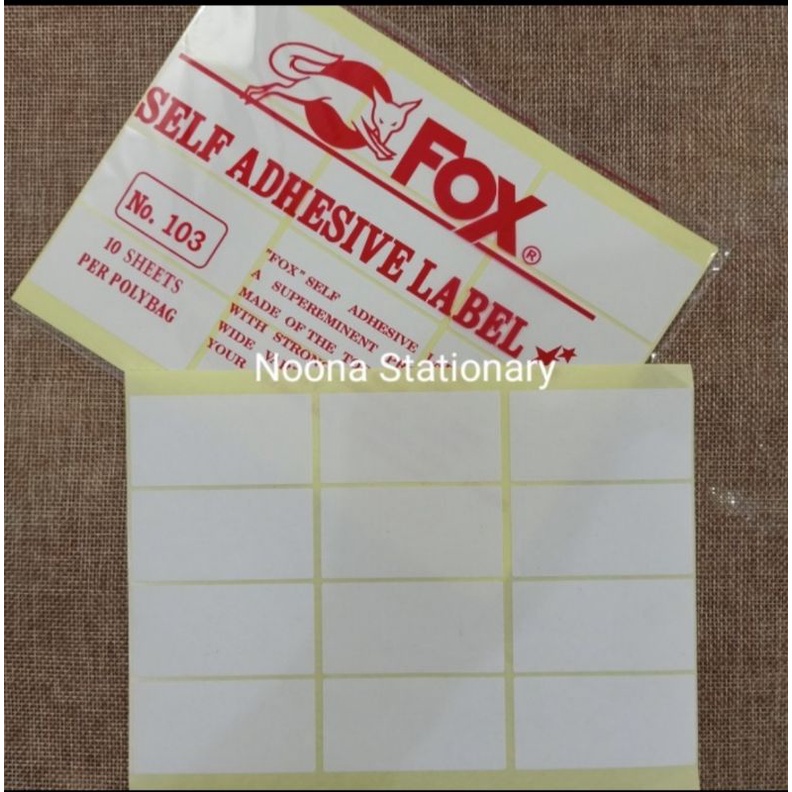 FOX®
SELF ADHESIVE LABEL
No. 103
10 SHEETS
PER POLYBAG
"FOX" SELF ADHESIVE
A SUPEREMINENT
MADE OF THE
WITH
WIDE
YOUR
Noona Stationary